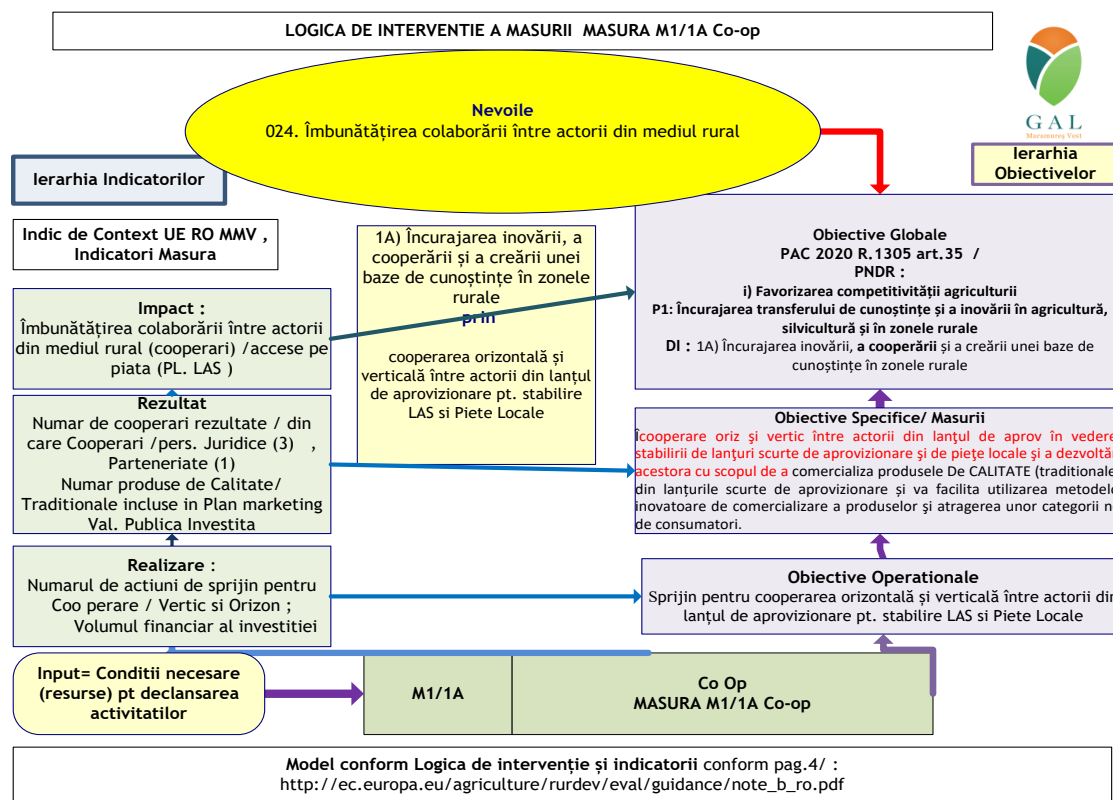 LOGICA DE INTERVENTIE A MASURII  MASURA M1/1A Co-op
Nevoile
024. Îmbunătățirea colaborării între actorii din mediul rural
GAL
Maramureș Vest
Ierarhia Indicatorilor
Ierarhia
Obiectivelor
Indic de Context UE RO MMV ,
Indicatori Masura
1A) Încurajarea inovării, a
cooperării și a creării unei
baze de cunoștințe în zonele
rurale
prin
cooperarea orizontală și
verticală între actorii din lanțul
de aprovizionare pt. stabilire
LAS si Piete Locale
Obiective Globale
PAC 2020 R.1305 art.35  /
PNDR :
i) Favorizarea competitivității agriculturii
P1: Încurajarea transferului de cunoștințe și a inovării în agricultură,
silvicultură și în zonele rurale
DI : 1A) Încurajarea inovării, a cooperării și a creării unei baze de
cunoștințe în zonele rurale
Impact :
Îmbunătățirea colaborării între actorii
din mediul rural (cooperari) /accese pe
piata (PL. LAS )
Rezultat
Numar de cooperari rezultate / din
care Cooperari /pers. Juridice (3)  ,
Parteneriate (1)
Numar produse de Calitate/
Traditionale incluse in Plan marketing
Val. Publica Investita
Obiective Specifice/ Masurii
Îcooperare oriz şi vertic între actorii din lanţul de aprov în vedere
stabilirii de lanţuri scurte de aprovizionare şi de pieţe locale şi a dezvoltăr
acestora cu scopul de a comercializa produsele De CALITATE (traditionale
din lanțurile scurte de aprovizionare și va facilita utilizarea metodele
inovatoare de comercializare a produselor şi atragerea unor categorii no
de consumatori.
Realizare :
Numarul de actiuni de sprijin pentru
Coo perare / Vertic si Orizon ;
Volumul financiar al investitiei
Obiective Operationale
Sprijin pentru cooperarea orizontală și verticală între actorii din
lanțul de aprovizionare pt. stabilire LAS si Piete Locale
Input= Conditii necesare
(resurse) pt declansarea
activitatilor
M1/1A
Co Op
MASURA M1/1A Co-op
Model conform Logica de intervenție și indicatorii conform pag.4/ :
http://ec.europa.eu/agriculture/rurdev/eval/guidance/note_b_ro.pdf